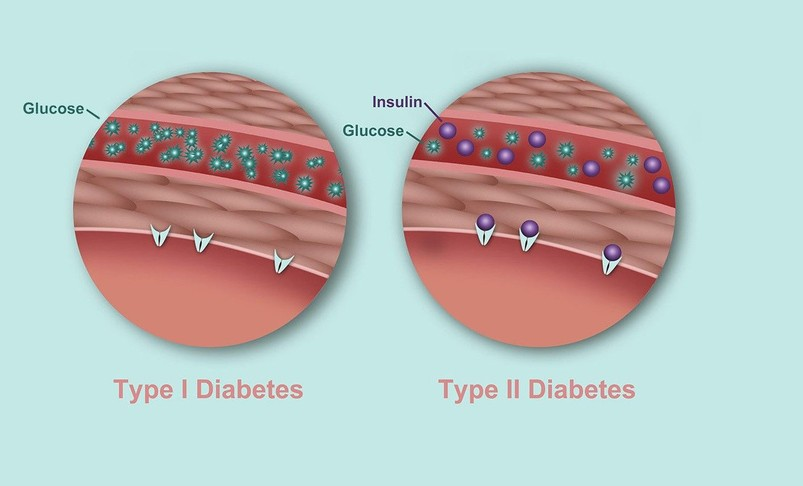 Glucose
Insulin
Glucose
Type I Diabetes
Type II Diabetes